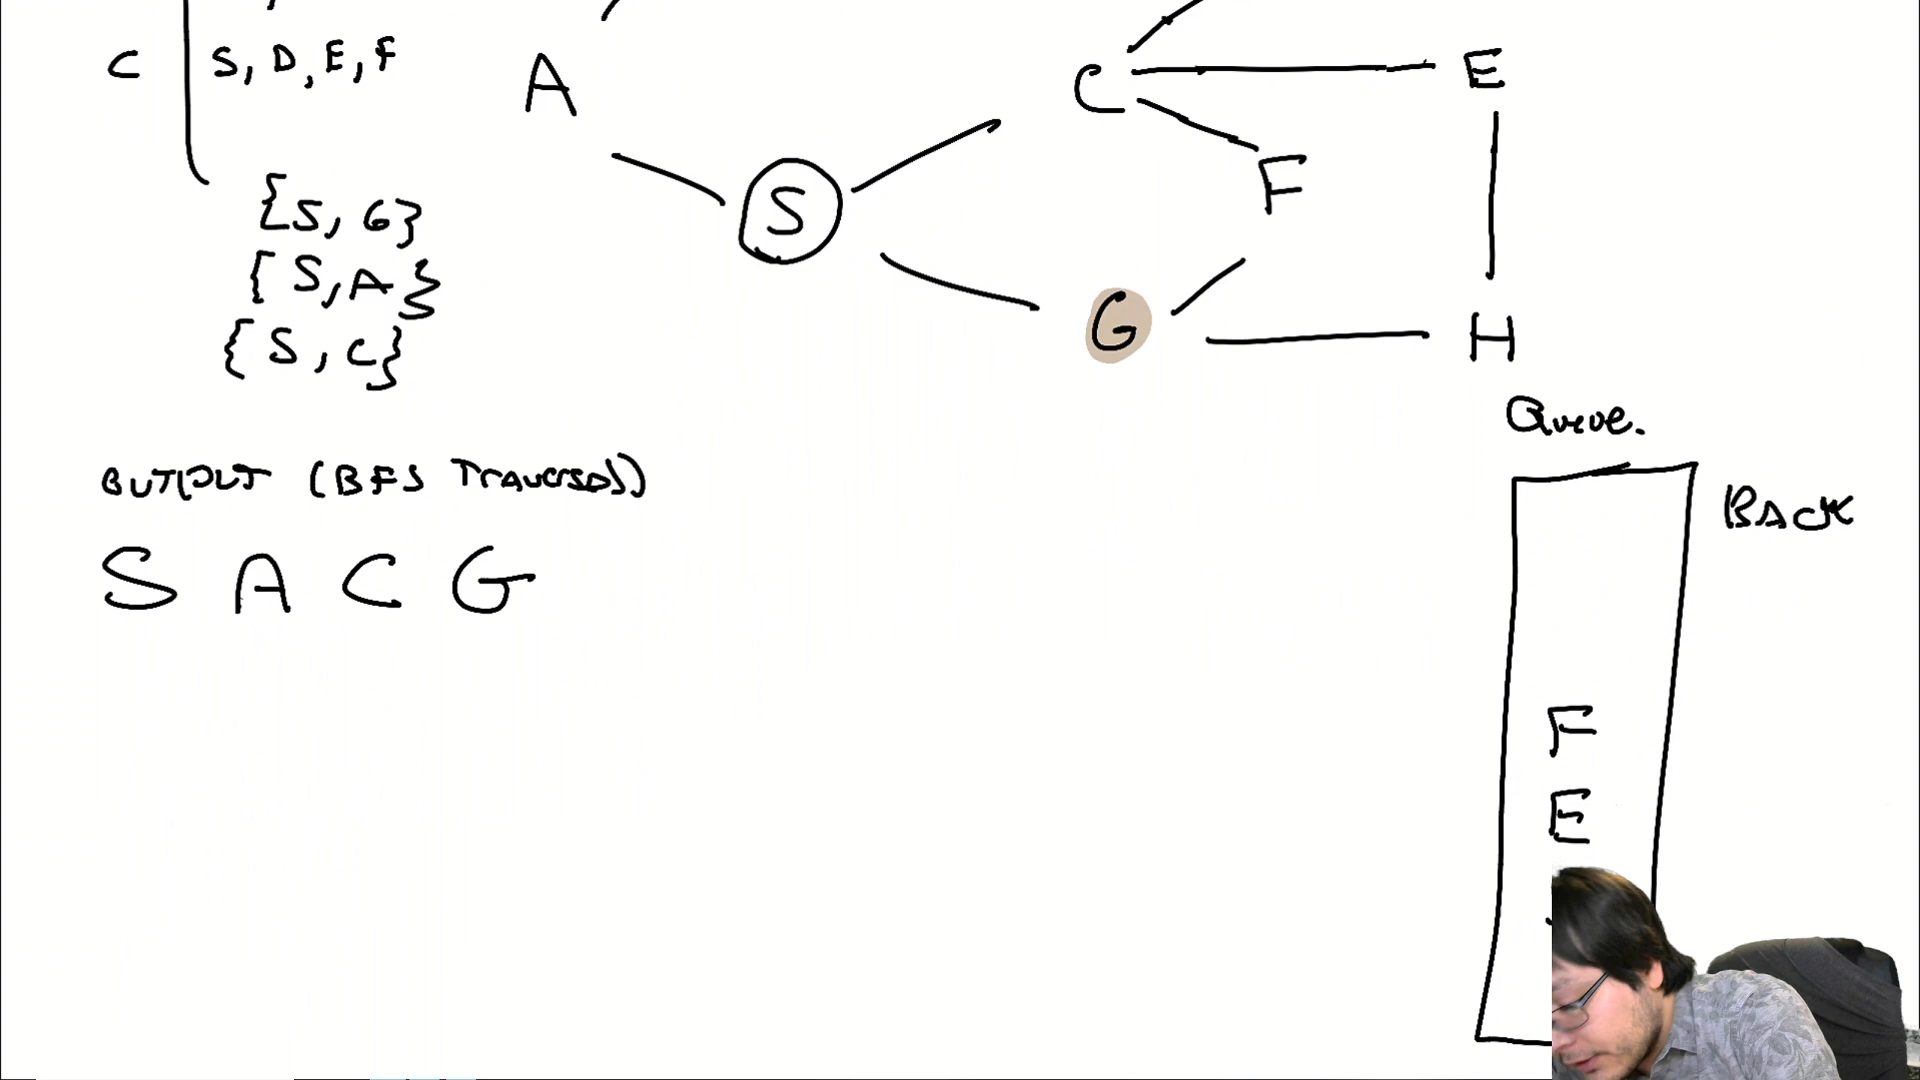 C S, D, E, F
A
C
E
F
S
G
H
{S, G}
{S, A}
{S, C}
Queue.
OUTPUT (BFS Traversal)
BACK
S A C G
F
E